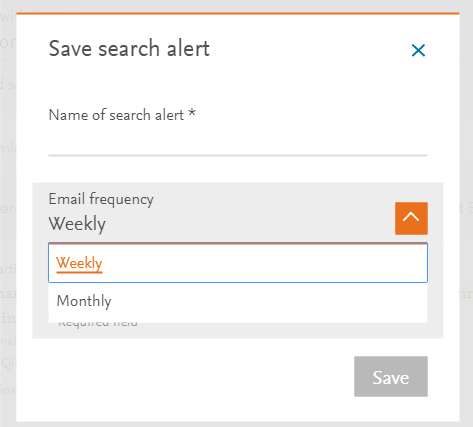 Save search alert
Name of search alert *
Email frequency
Weekly
Weekly
Monthly
Required field
Save